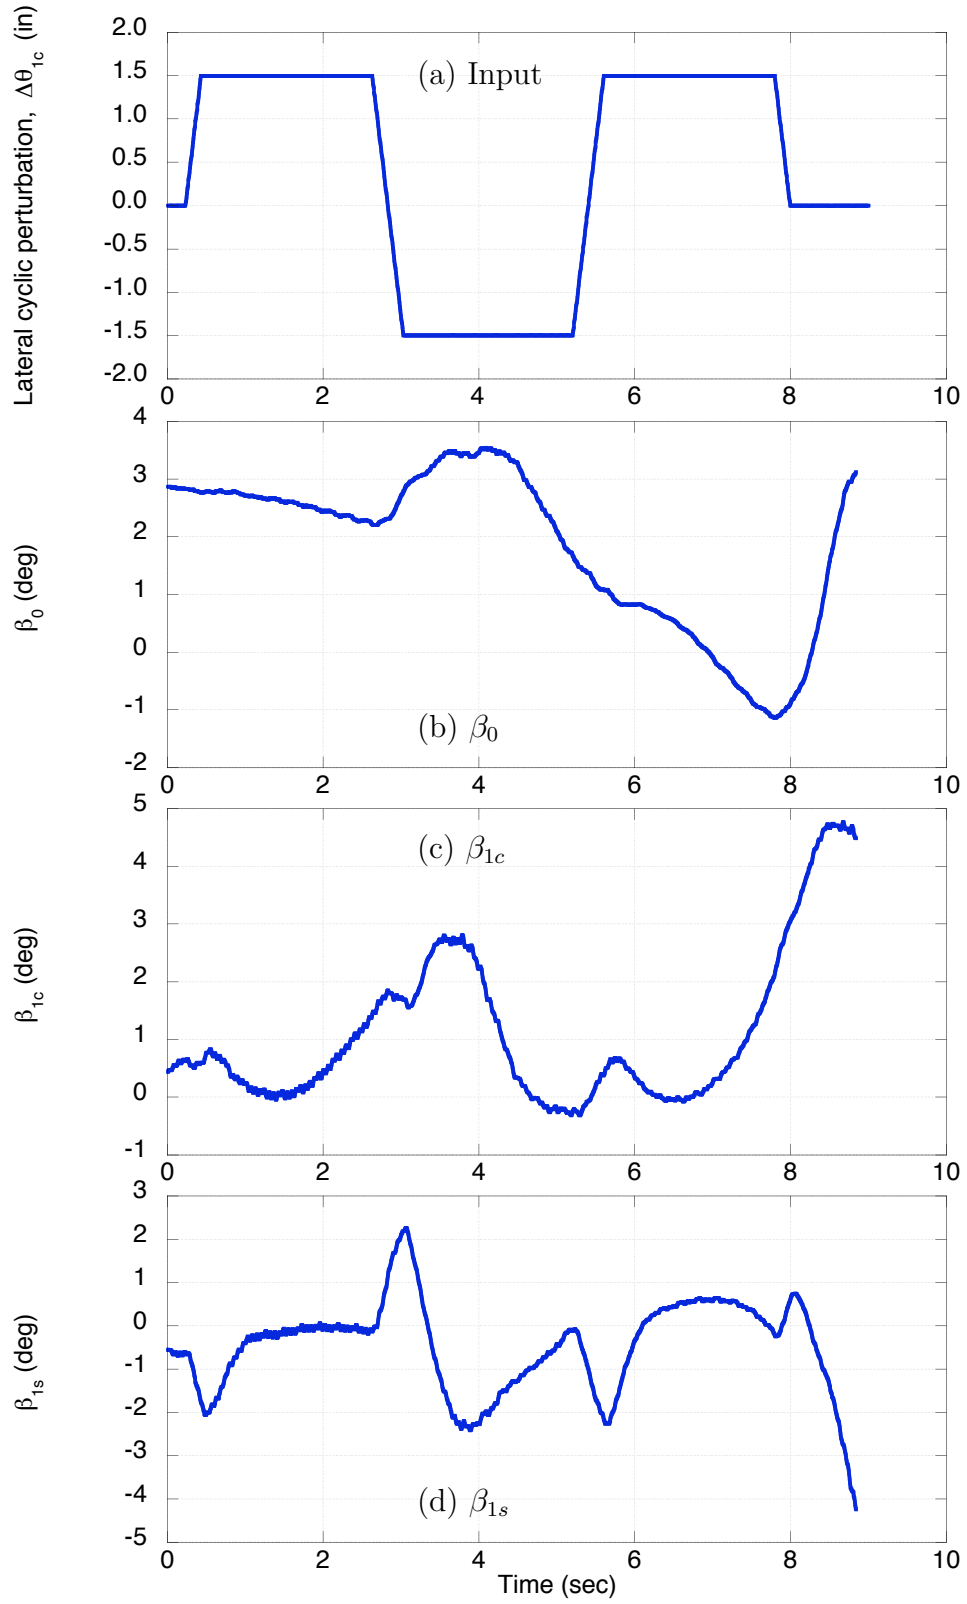 Lateral cyclic perturbation, Δθ1c (in)
2.0
1.5
1.0
0.5
0.0
-0.5
-1.0
-1.5
-2.0
(a) Input
0 2 4 6 8 10
β0 (deg)
4
3
2
1
0
-1
-2
(b) β0
0 2 4 6 8 10
β1c (deg)
5
4
3
2
1
0
-1
(c) β1c
0 2 4 6 8 10
β1s (deg)
3
2
1
0
-1
-2
-3
-4
-5
(d) β1s
0 2 4 6 8 10
Time (sec)